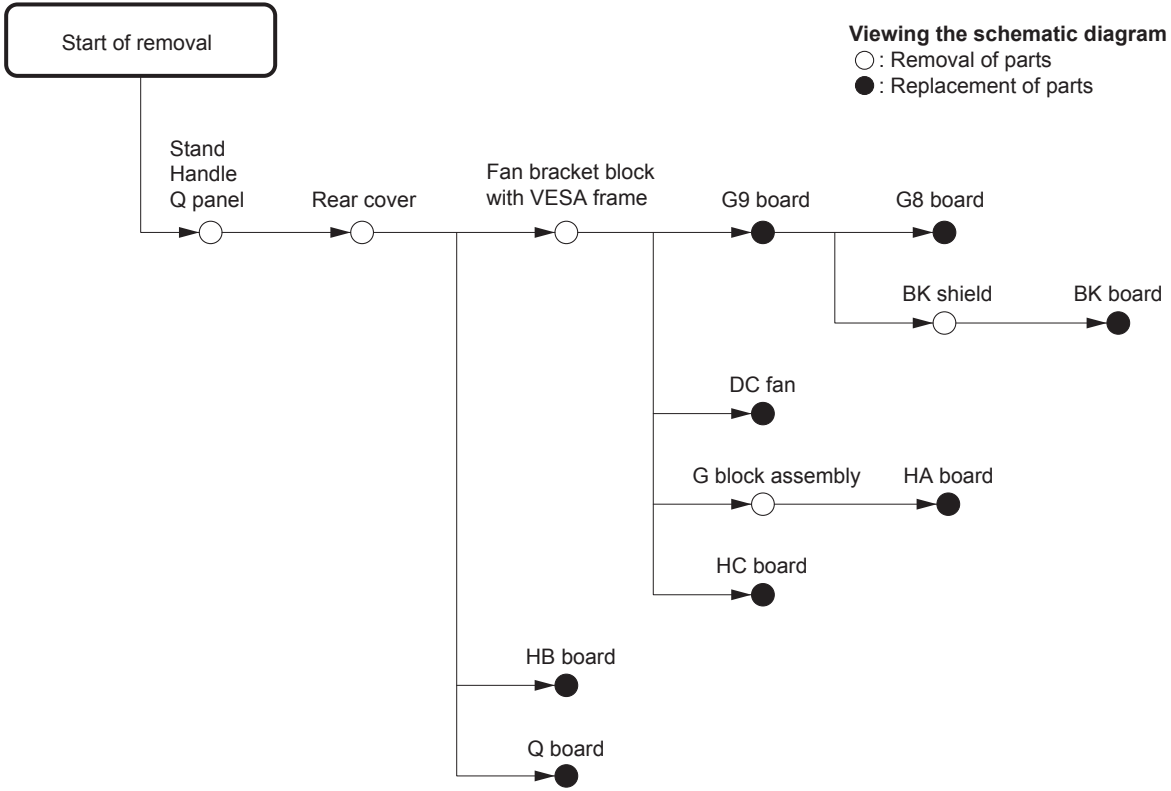 Start of removal
Viewing the schematic diagram
: Removal of parts
: Replacement of parts
Stand
Handle
Q panel
Rear cover
Fan bracket block
with VESA frame
G9 board
G8 board
BK shield
BK board
DC fan
G block assembly
HA board
HC board
HB board
Q board